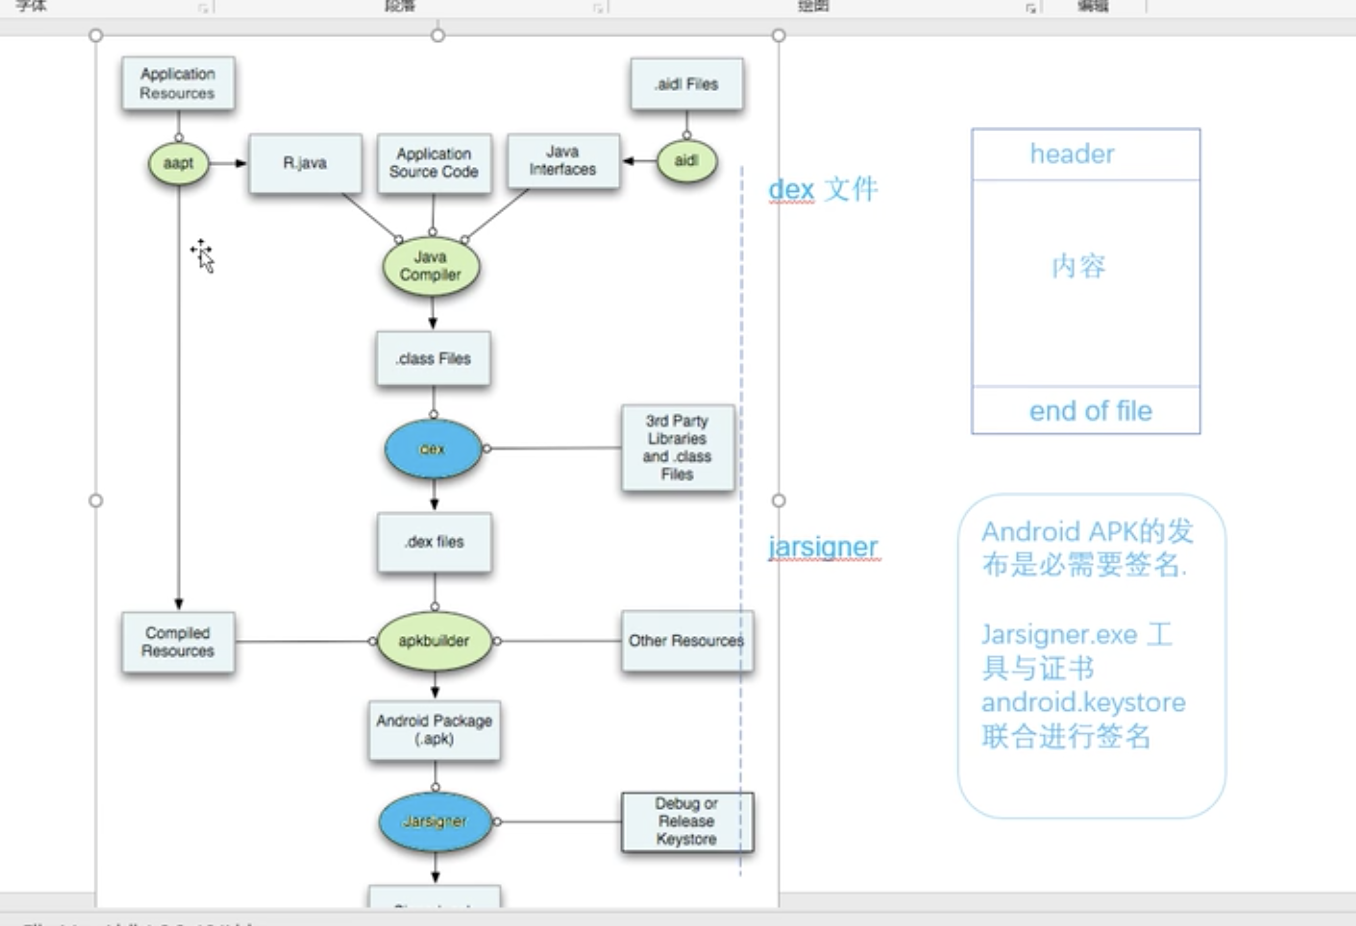 字体
段落
绘图
编辑
Application
Resources
.aidl Files
aapt
R.java
Application
Source Code
Java
Interfaces
aidl
Java
Compiler
.class Files
dex
3rd Party
Libraries
and .class
Files
.dex files
Compiled
Resources
apkbuilder
Other Resources
Android Package
(.apk)
Jarsigner
Debug or
Release
Keystore
dex 文件
jarsigner
header
内容
end of file
Android APK的发
布是必需要签名.
Jarsigner.exe 工
具与证书
android.keystore
联合进行签名